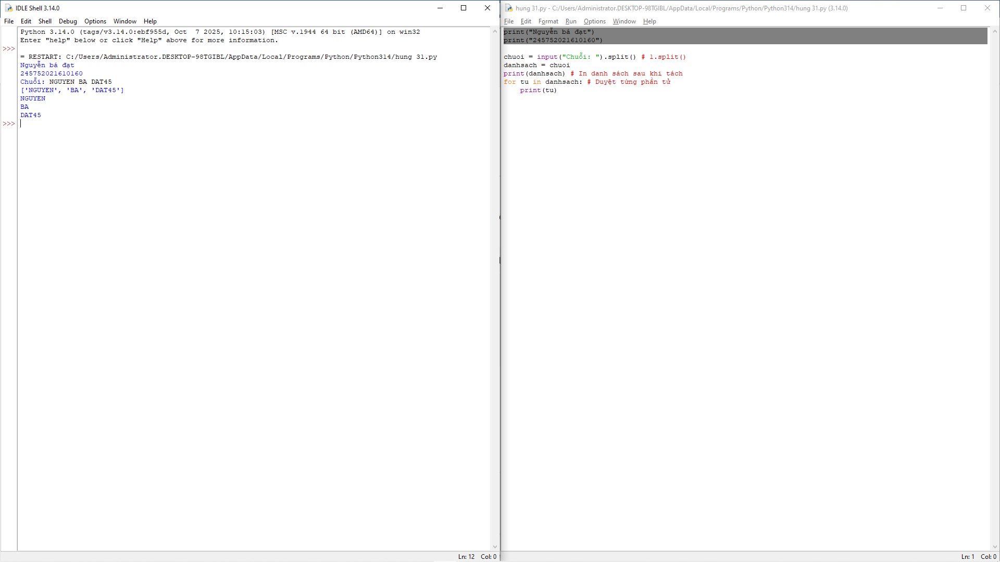 IDLE Shell 3.14.0
File Edit Shell Debug Options Window Help
Python 3.14.0 (tags/v3.14.0:ebf955d, Oct  7 2025, 10:15:03) [MSC v.1944 64 bit (AMD64)] on win32
Enter "help" below or click "Help" above for more information.
>>>
= RESTART: C:/Users/Administrator.DESKTOP-98TGIBL/AppData/Local/Programs/Python/Python314/hung 31.py
Nguyễn bá đạt
245752021610160
Chuỗi: NGUYEN BA DAT45
['NGUYEN', 'BA', 'DAT45']
NGUYEN
BA
DAT45
>>>
Ln: 12 Col: 0
hung 31.py - C:/Users/Administrator.DESKTOP-98TGIBL/AppData/Local/Programs/Python/Python314/hung 31.py (3.14.0)
File Edit Format Run Options Window Help
print("Nguyễn bá đạt")
print("245752021610160")
chuoi = input("Chuỗi: ").split() # 1.split()
danhsach = chuoi
print(danhsach) # In danh sách sau khi tách
for tu in danhsach: # Duyệt từng phần tử
    print(tu)
Ln: 1 Col: 0